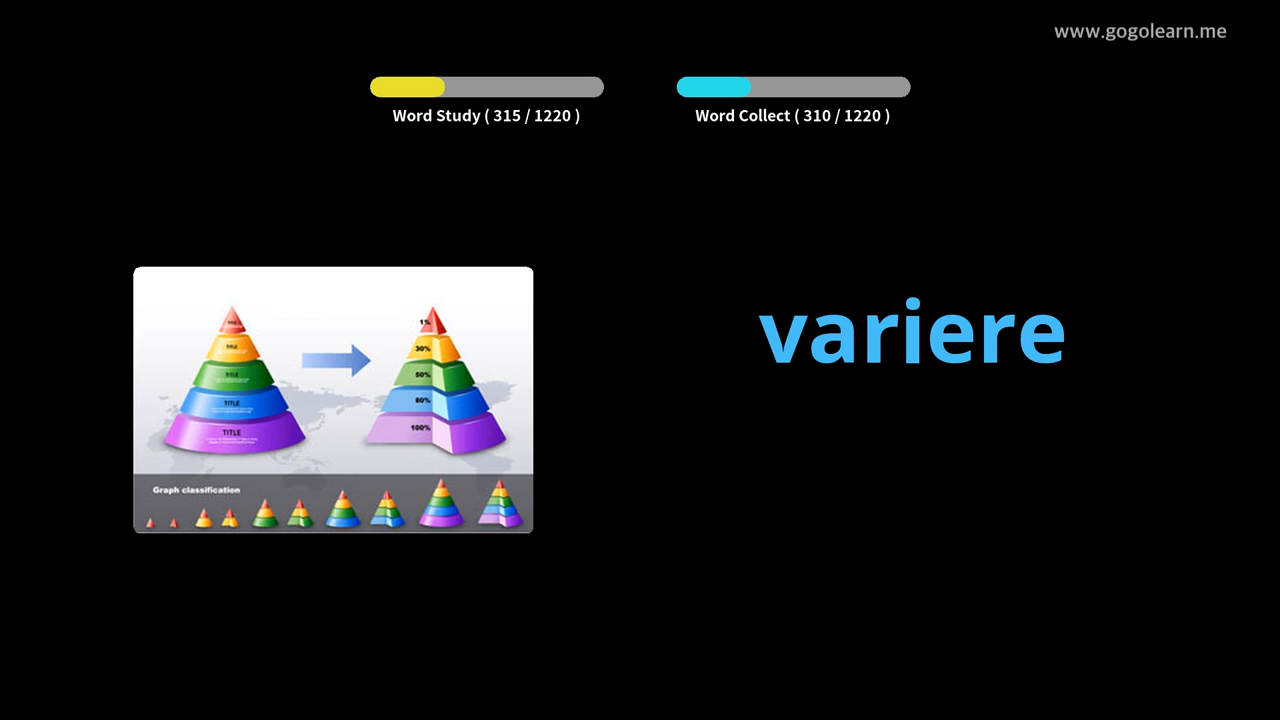 www.gogolearn.me
Word Study ( 315 / 1220 )
Word Collect ( 310 / 1220 )
variere
TITLE
TITLE
TITLE
TITLE
1%
30%
50%
80%
100%
Graph classification